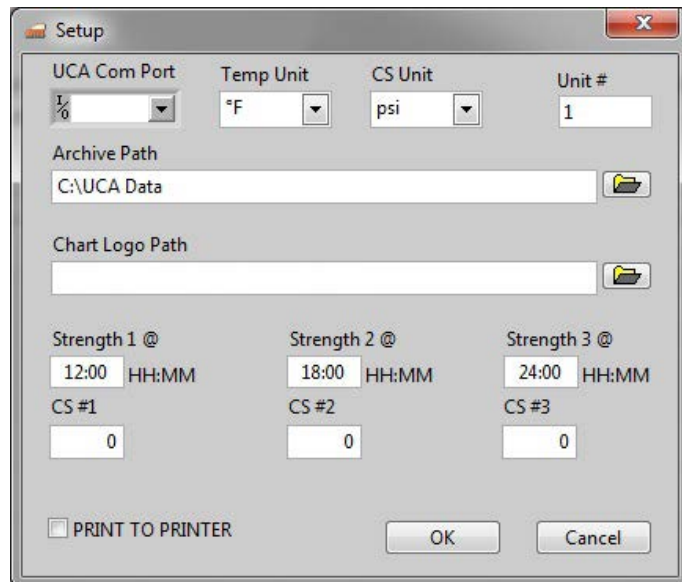 Setup
UCA Com Port Temp Unit CS Unit Unit #
I/O °F psi 1
Archive Path
C:\UCA Data
Chart Logo Path
Strength 1 @ Strength 2 @ Strength 3 @
12:00 HH:MM 18:00 HH:MM 24:00 HH:MM
CS #1 CS #2 CS #3
0 0 0
PRINT TO PRINTER OK Cancel